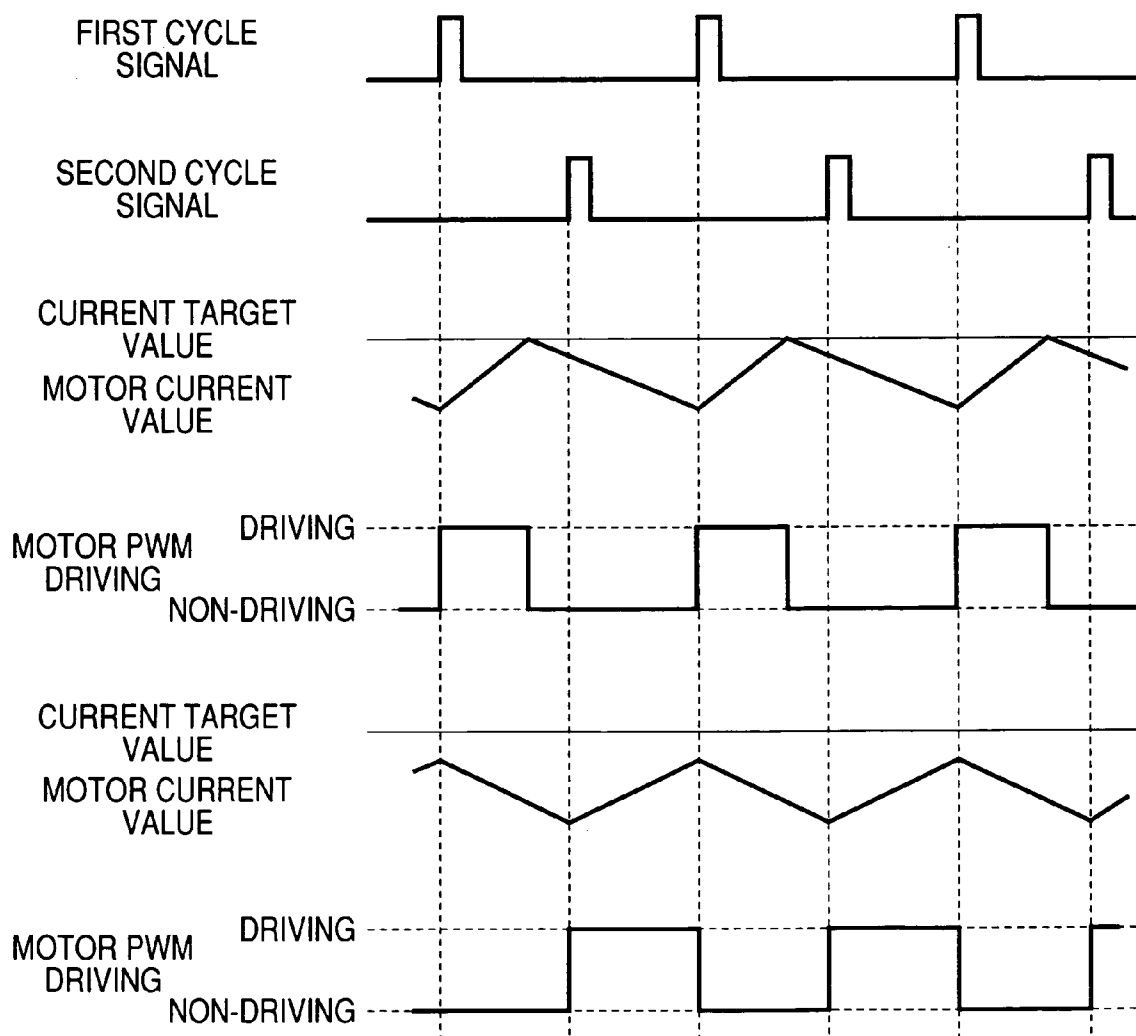 FIRST CYCLE
SIGNAL
SECOND CYCLE
SIGNAL
CURRENT TARGET
VALUE
MOTOR CURRENT
VALUE
DRIVING
MOTOR PWM
DRIVING
NON-DRIVING
CURRENT TARGET
VALUE
MOTOR CURRENT
VALUE
DRIVING
MOTOR PWM
DRIVING
NON-DRIVING